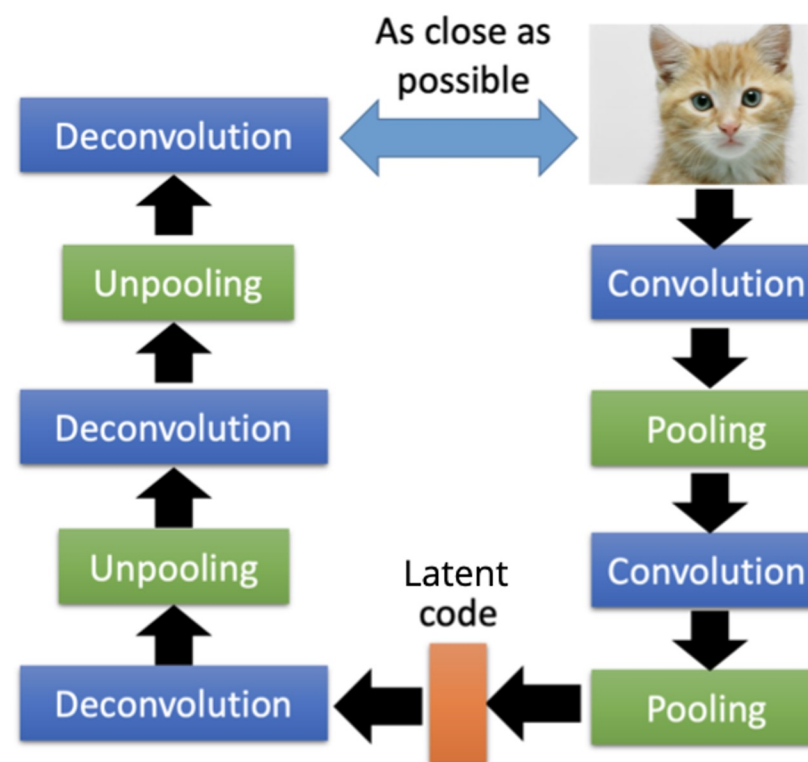 As close as
possible
Deconvolution
Unpooling
Convolution
Deconvolution
Pooling
Unpooling
Latent
code
Convolution
Deconvolution
Pooling